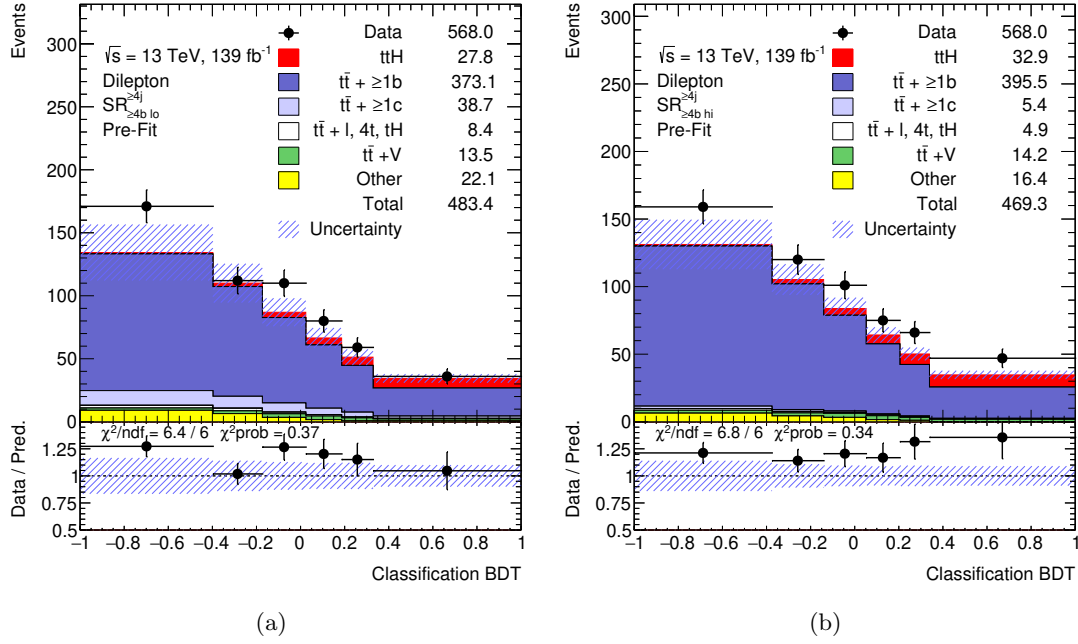 Events
300
250
200
150
100
50
0
√s = 13 TeV, 139 fb⁻¹
Dilepton
SR≥4j ≥4b lo
Pre-Fit
Data 568.0
ttH 27.8
tt̄ + ≥1b 373.1
tt̄ + ≥1c 38.7
tt̄ + l, 4t, tH 8.4
tt̄ +V 13.5
Other 22.1
Total 483.4
Uncertainty
Data / Pred.
1.25
1
0.75
0.5
χ²/ndf = 6.4 / 6 χ²prob = 0.37
−1 −0.8 −0.6 −0.4 −0.2 0 0.2 0.4 0.6 0.8 1
Classification BDT
(a)
Events
300
250
200
150
100
50
0
√s = 13 TeV, 139 fb⁻¹
Dilepton
SR≥4j ≥4b hi
Pre-Fit
Data 568.0
ttH 32.9
tt̄ + ≥1b 395.5
tt̄ + ≥1c 5.4
tt̄ + l, 4t, tH 4.9
tt̄ +V 14.2
Other 16.4
Total 469.3
Uncertainty
Data / Pred.
1.25
1
0.75
0.5
χ²/ndf = 6.8 / 6 χ²prob = 0.34
−1 −0.8 −0.6 −0.4 −0.2 0 0.2 0.4 0.6 0.8 1
Classification BDT
(b)